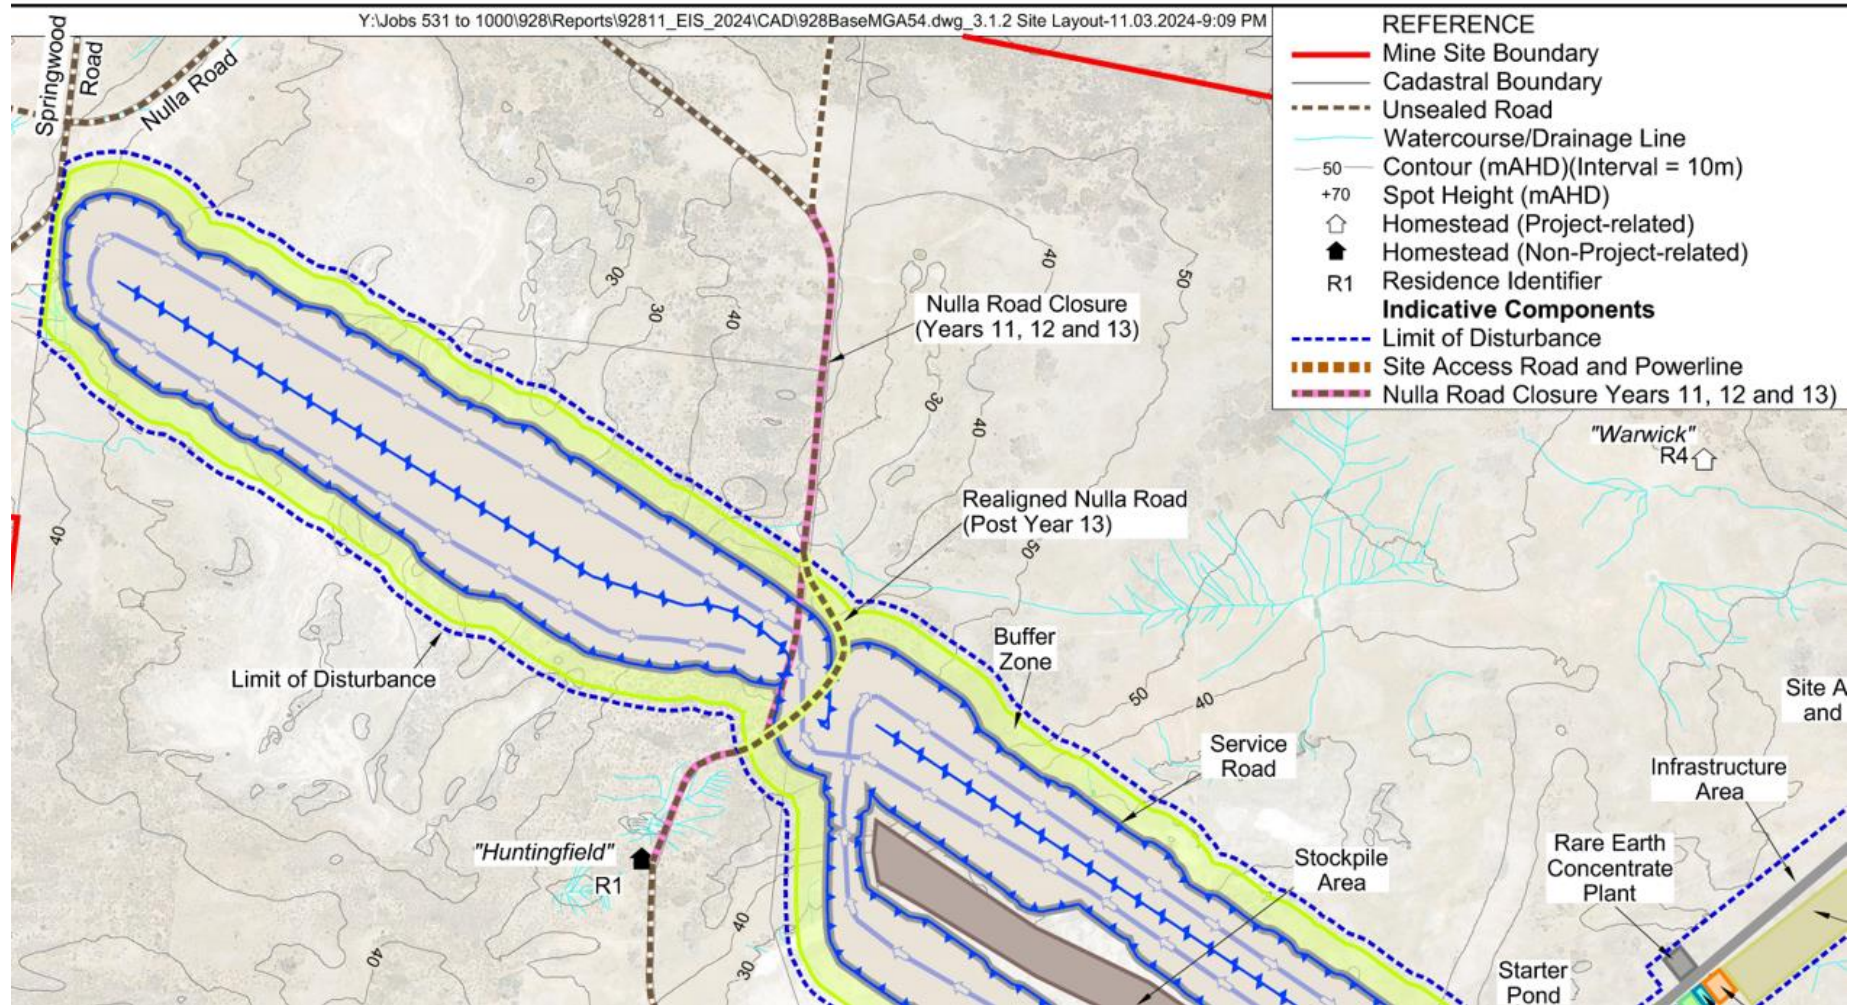 Y:\Jobs 531 to 1000\928\Reports\92811_EIS_2024\CAD\928BaseMGA54.dwg_3.1.2 Site Layout-11.03.2024-9:09 PM
REFERENCE
Mine Site Boundary
Cadastral Boundary
Unsealed Road
Watercourse/Drainage Line
50
Contour (mAHD)(Interval = 10m)
+70
Spot Height (mAHD)
Homestead (Project-related)
Homestead (Non-Project-related)
R1
Residence Identifier
Indicative Components
Limit of Disturbance
Site Access Road and Powerline
Nulla Road Closure Years 11, 12 and 13)
Springwood
Road
Nulla Road
30
30
40
40
50
Nulla Road Closure
(Years 11, 12 and 13)
30
40
"Warwick"
R4
Realigned Nulla Road
(Post Year 13)
50
40
Buffer
Zone
Limit of Disturbance
50
40
Site A
and
Service
Road
Infrastructure
Area
"Huntingfield"
R1
Stockpile
Area
Rare Earth
Concentrate
Plant
40
40
30
Starter
Pond